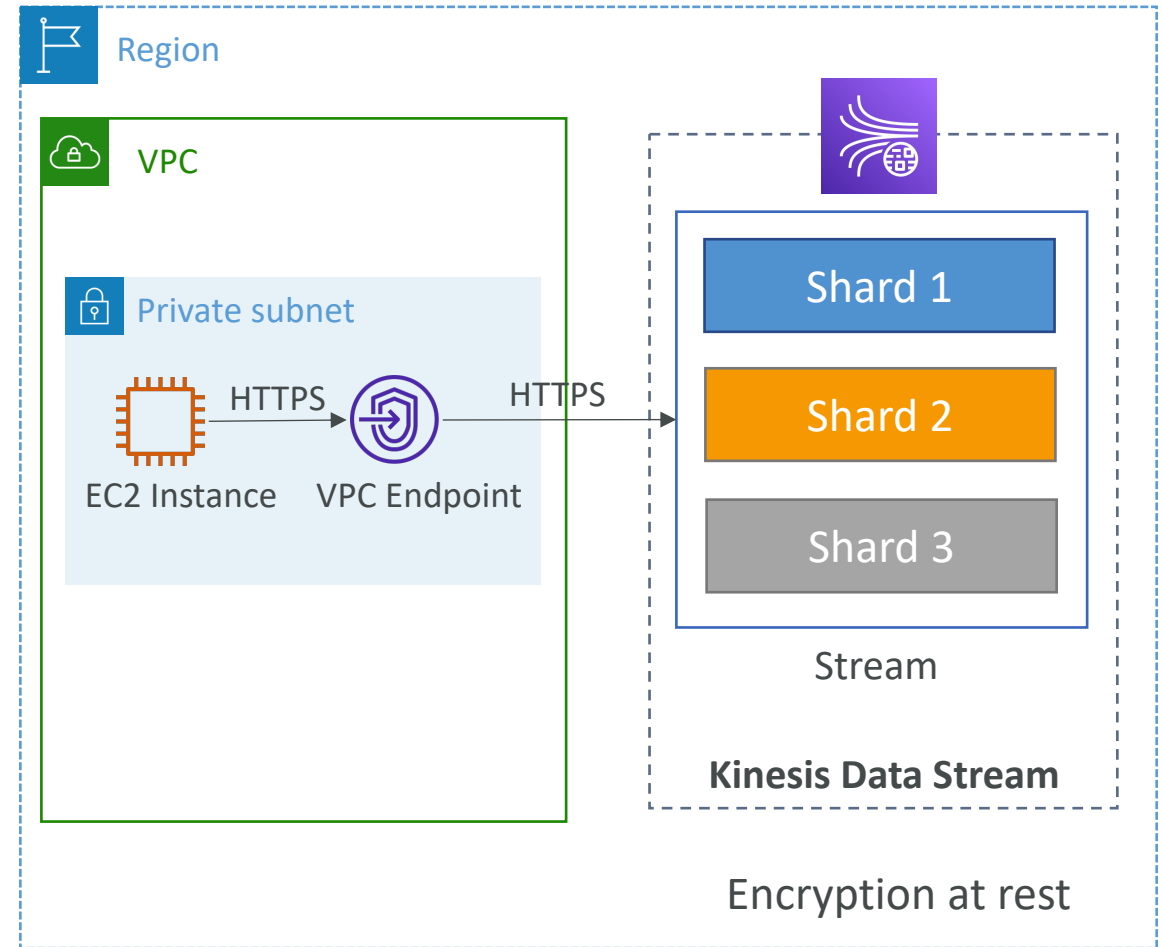 Region
VPC
Private subnet
HTTPS
HTTPS
EC2 Instance
VPC Endpoint
Shard 1
Shard 2
Shard 3
Stream
Kinesis Data Stream
Encryption at rest